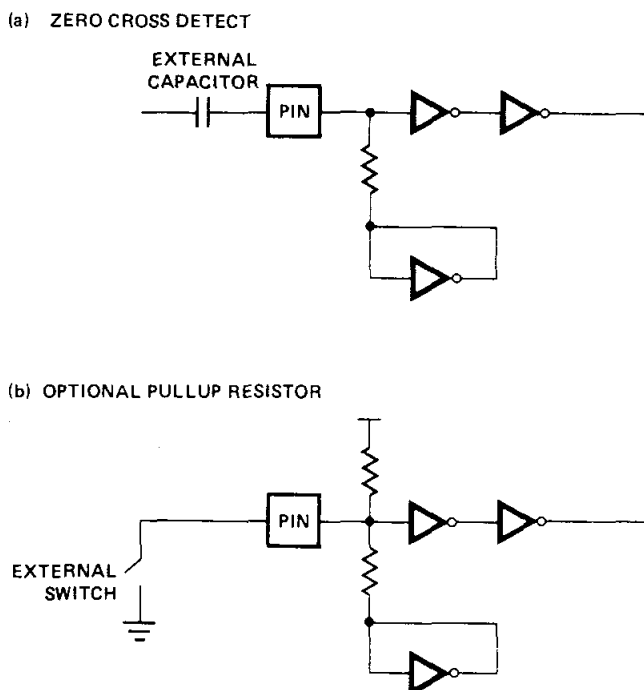 (a) ZERO CROSS DETECT
EXTERNAL
CAPACITOR
PIN
(b) OPTIONAL PULLUP RESISTOR
PIN
EXTERNAL
SWITCH